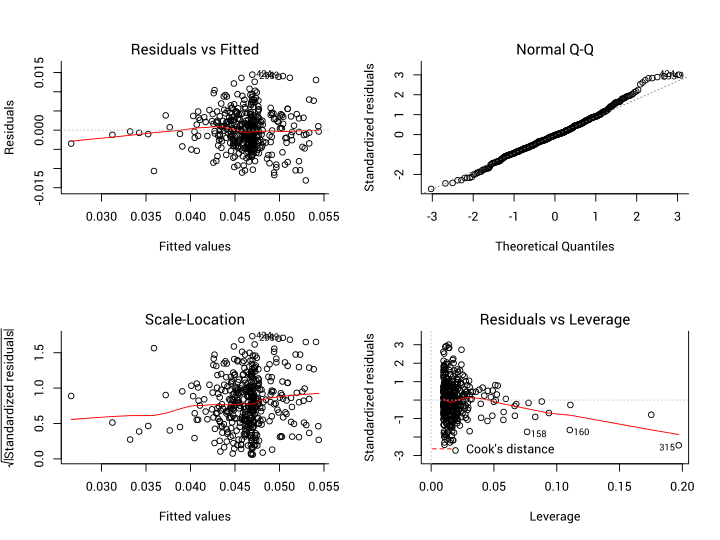 Residuals vs Fitted
Residuals
-0.015 0.000 0.015
0.030 0.035 0.040 0.045 0.050 0.055
Fitted values
Normal Q-Q
Standardized residuals
-2 0 1 2 3
-3 -2 -1 0 1 2 3
Theoretical Quantiles
Scale-Location
√|Standardized residuals|
0.0 0.5 1.0 1.5
0.030 0.035 0.040 0.045 0.050 0.055
Fitted values
Residuals vs Leverage
Standardized residuals
-3 -1 1 2 3
158
160
315
Cook's distance
0.00 0.05 0.10 0.15 0.20
Leverage